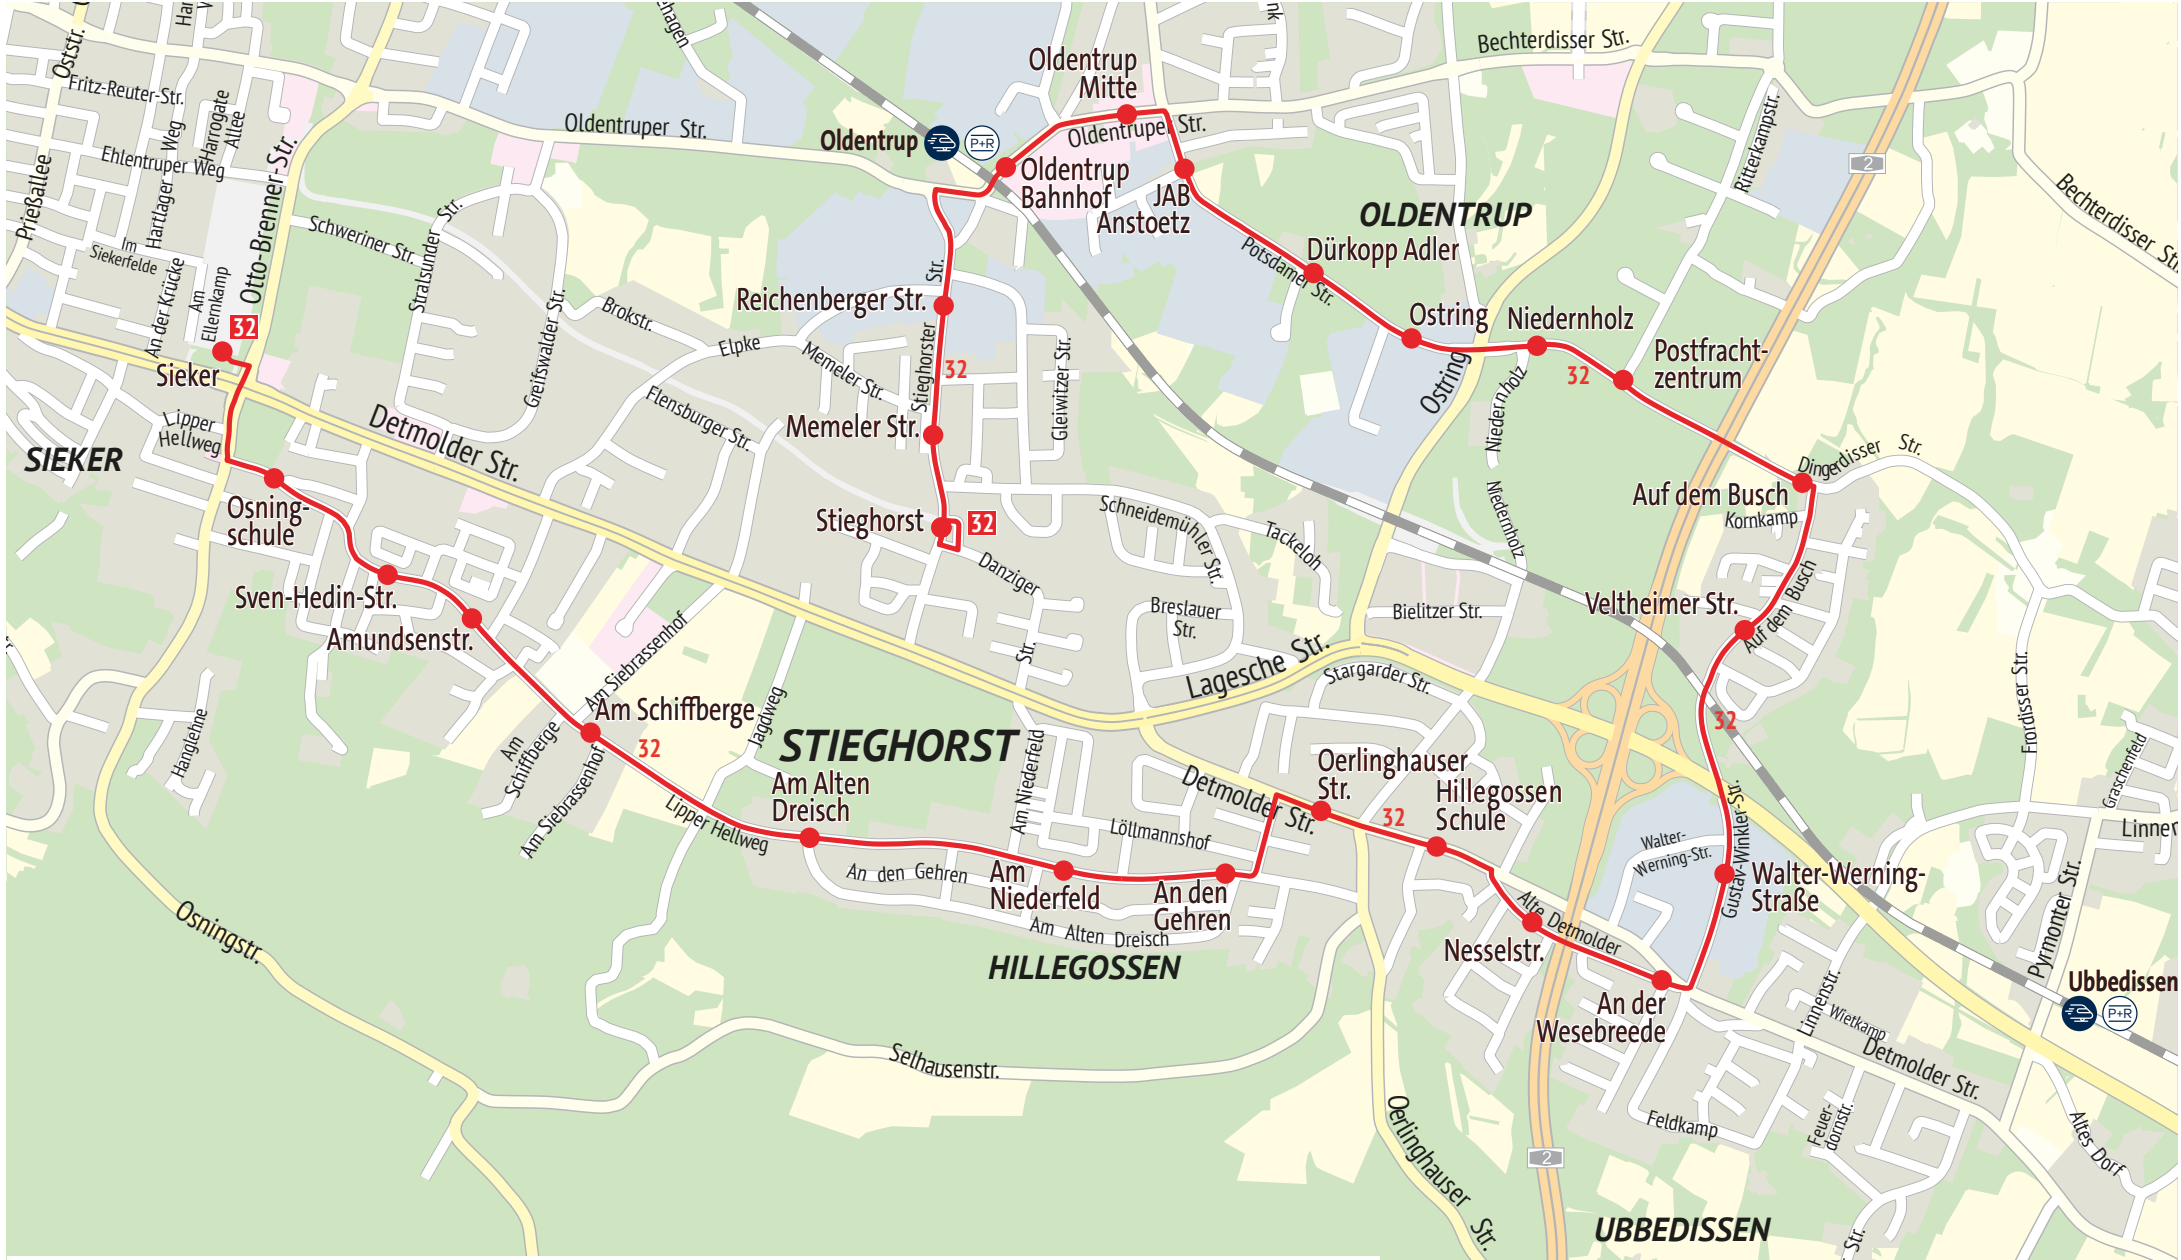 Oststr.
Fritz-Reuter-Str.
Harrogate
Allee
Weg
Ehlentruper Weg
Prießallee
Hartlager
Im
Siekerfelde
An der Krücke
Am
Ellernkamp
Otto-Brenner-Str.
Schweriner Str.
Stralsunder
Str.
Greifswalder Str.
Oldentruper Str.
Brokstr.
Elpke
Memeler Str.
Flensburger Str.
Oldentrup
P+R
Oldentrup
Mitte
Oldentruper Str.
Oldentrup
Bahnhof
JAB
Anstoetz
Bechterdisser Str.
OLDENTRUP
Dürkopp Adler
Potsdamer Str.
Ostring
Niedernholz
Postfracht-
zentrum
32
Ostring
Niedernholz
Niedernholz
Ritterkampstr.
2
Bechterdisser Str.
Reichenberger Str.
Str.
Stieghorster
32
Memeler Str.
Gleiwitzer Str.
Stieghorst
32
Danziger
Str.
Schneidemühler Str.
Tackeloh
Breslauer
Str.
Bielitzer Str.
Lagesche Str.
Stargarder Str.
32
Sieker
Lipper
Hellweg
SIEKER
Detmolder Str.
Osning-
schule
Sven-Hedin-Str.
Amundsenstr.
Am Siebrassenhof
Am Schiffberge
32
Am
Schiffberge
Am Siebrassenhof
Jagdweg
Hanglehne
STIEGHORST
Am Alten
Dreisch
Lipper Hellweg
An den Gehren
Am Niederfeld
Am
Niederfeld
Löllmannshof
An den
Gehren
Am Alten Dreisch
HILLEGOSSEN
Detmolder Str.
Oerlinghauser
Str.
32
Hillegossen
Schule
Nesselstr.
Alte Detmolder
An der
Wesebreede
Auf dem Busch
Dingerdisser Str.
Kornkamp
Auf dem Busch
Veltheimer Str.
32
Gustav-Winkler-Str.
Walter-
Werning-Str.
Walter-Werning-
Straße
Frordisser Str.
Graschenfeld
Linnen
Pyrmonter Str.
Ubbedissen
P+R
Linnenstr.
Wietkamp
Detmolder Str.
Feldkamp
Feuer-
dornstr.
Altes Dorf
Osningstr.
Selhausenstr.
Oerlinghauser Str.
2
UBBEDISSEN
Str.